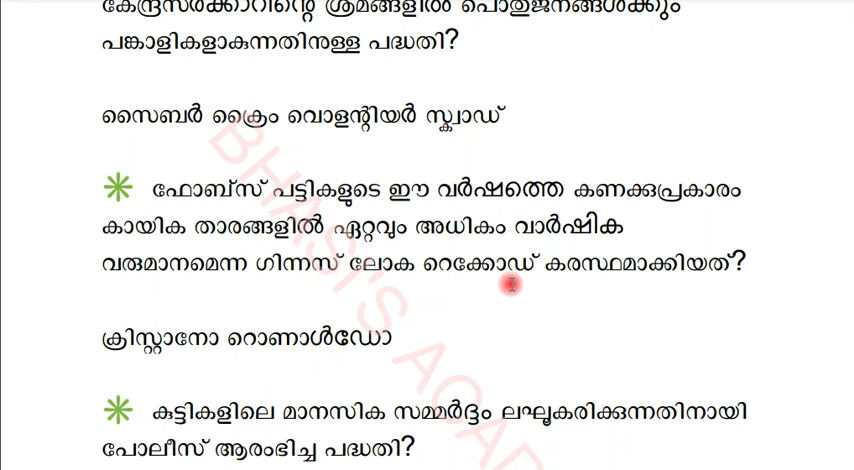 കേന്ദ്രസർക്കാറിന്റെ ശ്രമങ്ങളിൽ പൊതുജനങ്ങൾക്കും
പങ്കാളികളാകുന്നതിനുള്ള പദ്ധതി?
സൈബർ ക്രൈം വൊളന്റിയർ സ്ക്വാഡ്
✳ ഫോബ്സ് പട്ടികളുടെ ഈ വർഷത്തെ കണക്കുപ്രകാരം
കായിക താരങ്ങളിൽ ഏറ്റവും അധികം വാർഷിക
വരുമാനമെന്ന ഗിന്നസ് ലോക റെക്കോഡ് കരസ്ഥമാക്കിയത്?
ക്രിസ്റ്റാനോ റൊണാൾഡോ
✳ കുട്ടികളിലെ മാനസിക സമ്മർദ്ദം ലഘൂകരിക്കുന്നതിനായി
പോലീസ് ആരംഭിച്ച പദ്ധതി?
BHASI'S ACAD